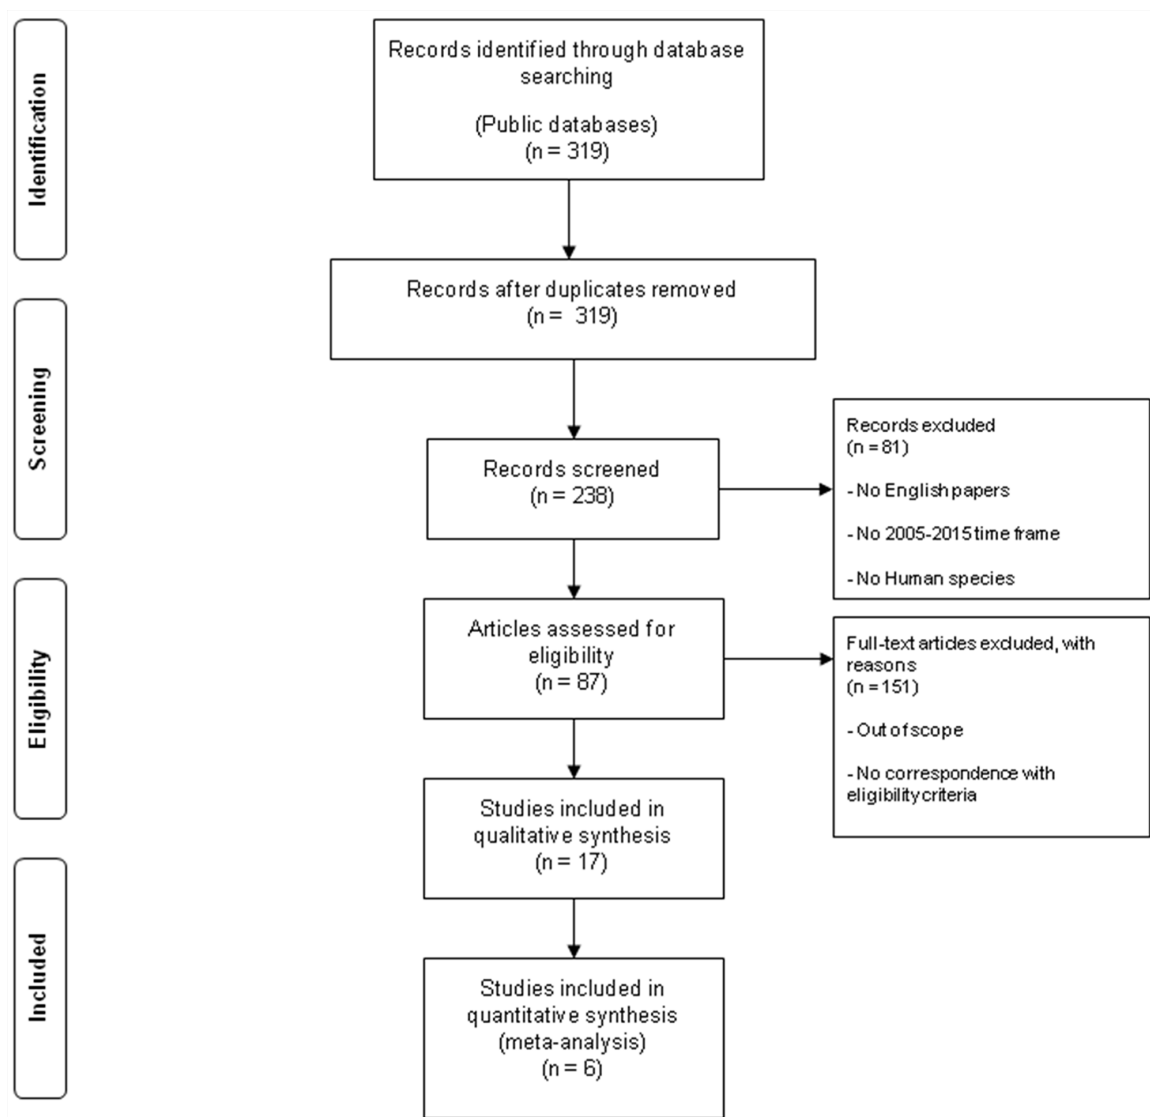 Identification
Records identified through database
searching
(Public databases)
(n = 319)
Records after duplicates removed
(n =  319)
Screening
Records screened
(n = 238)
Records excluded
(n = 81)
- No English papers
- No 2005-2015 time frame
- No Human species
Eligibility
Articles assessed for
eligibility
(n = 87)
Full-text articles excluded, with
reasons
(n = 151)
- Out of scope
- No correspondence with
eligibility criteria
Studies included in
qualitative synthesis
(n = 17)
Included
Studies included in
quantitative synthesis
(meta-analysis)
(n = 6)